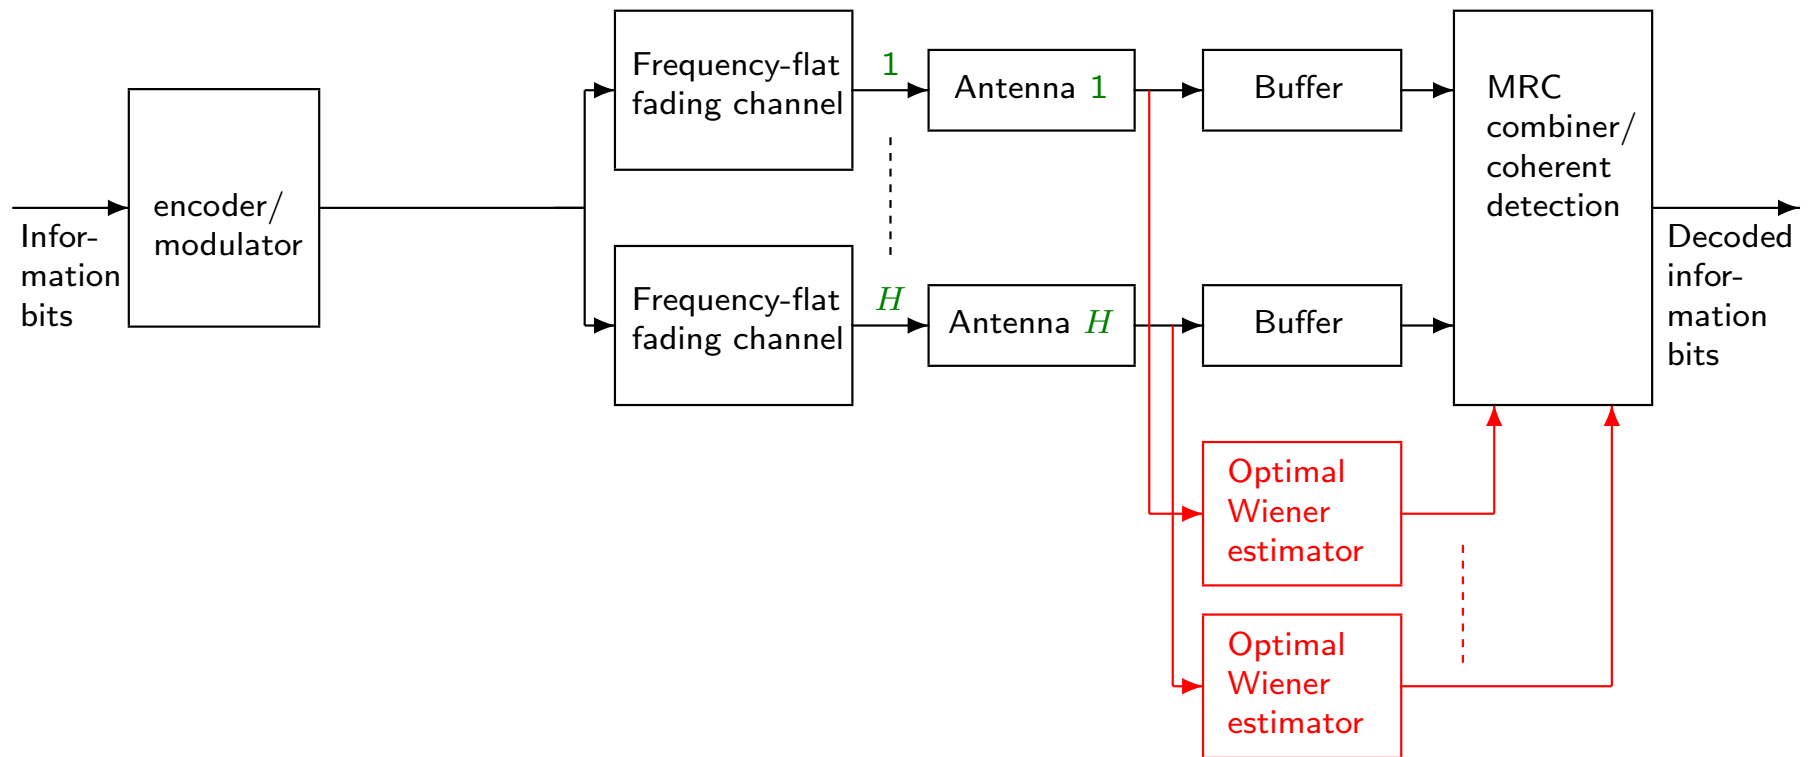 Infor-
mation
bits
encoder/
modulator
Frequency-flat
fading channel
1
Antenna 1
Buffer
Frequency-flat
fading channel
H
Antenna H
Buffer
MRC
combiner/
coherent
detection
Decoded
infor-
mation
bits
Optimal
Wiener
estimator
Optimal
Wiener
estimator